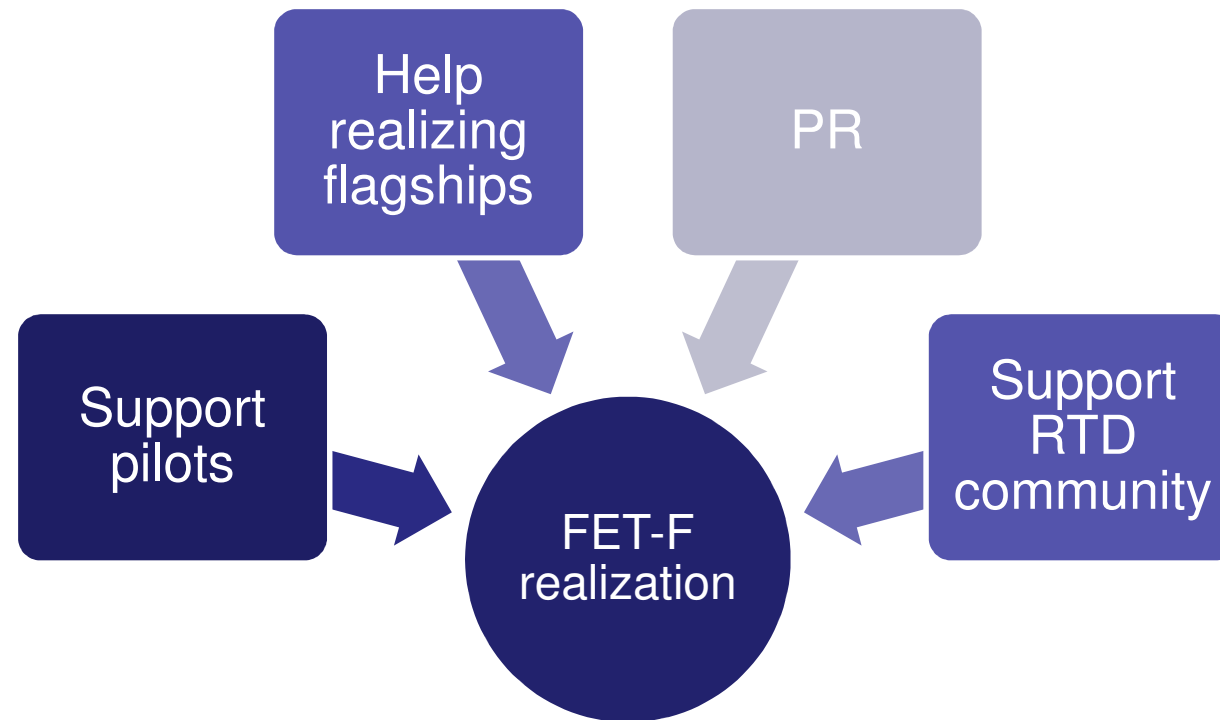 Help
realizing
flagships
PR
Support
pilots
Support
RTD
community
FET-F
realization